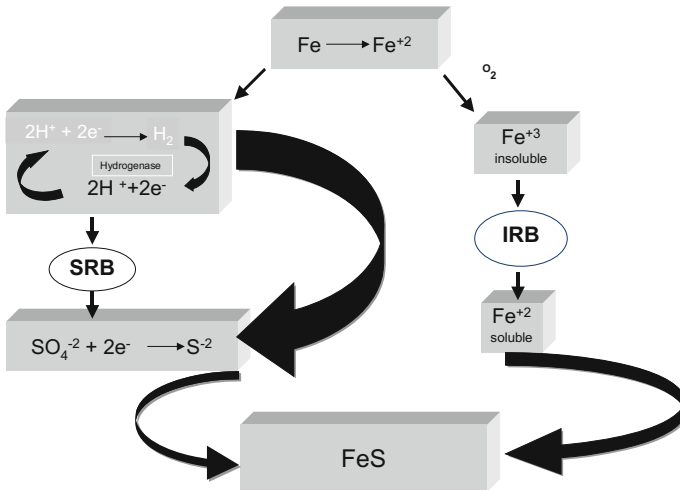 Fe ⟶ Fe⁺²
O₂
2H⁺ + 2e⁻ ⟶ H₂
Hydrogenase
2H ⁺+2e⁻
Fe⁺³
insoluble
SRB
IRB
SO₄⁻² + 2e⁻ ⟶ S⁻²
Fe⁺²
soluble
FeS